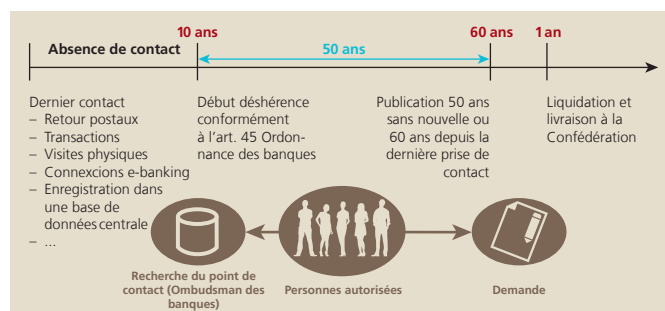 10 ans
60 ans
1 an
Absence de contact
50 ans
Dernier contact
– Retour postaux
– Transactions
– Visites physiques
– Connexcions e-banking
– Enregistration dans
une base de
données centrale
– ...
Début déshérence
conformément
à l'art. 45 Ordon-
nance des banques
Publication 50 ans
sans nouvelle ou
60 ans depuis la
dernière prise de
contact
Liquidation et
livraison à la
Confédération
Recherche du point de
contact (Ombudsman des
banques)
Personnes autorisées
Demande